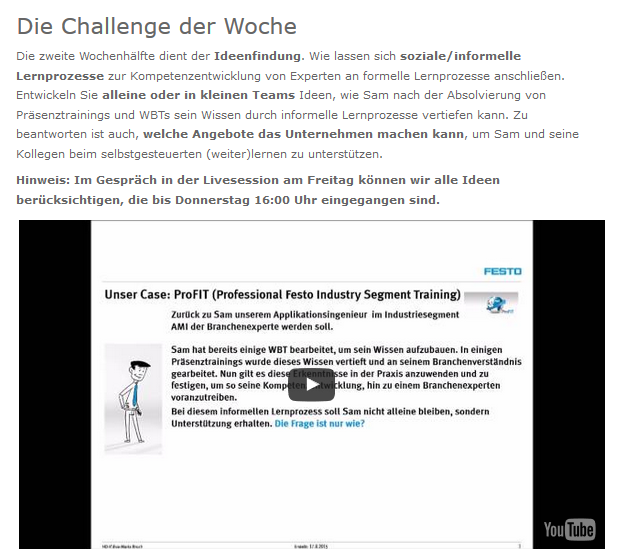 Die Challenge der Woche
Die zweite Wochenhälfte dient der Ideenfindung. Wie lassen sich soziale/informelle
Lernprozesse zur Kompetenzentwicklung von Experten an formelle Lernprozesse anschließen.
Entwickeln Sie alleine oder in kleinen Teams Ideen, wie Sam nach der Absolvierung von
Präsenztrainings und WBTs sein Wissen durch informelle Lernprozesse vertiefen kann. Zu
beantworten ist auch, welche Angebote das Unternehmen machen kann, um Sam und seine
Kollegen beim selbstgesteuerten (weiter)lernen zu unterstützen.
Hinweis: Im Gespräch in der Livesession am Freitag können wir alle Ideen
berücksichtigen, die bis Donnerstag 16:00 Uhr eingegangen sind.
FESTO
Unser Case: ProFIT (Professional Festo Industry Segment Training)
ProFIT
Zurück zu Sam unserem Applikationsingenieur im Industriesegment
AMI der Branchenexperte werden soll.
Sam hat bereits einige WBT bearbeitet, um sein Wissen aufzubauen. In einigen
Präsenztrainings wurde dieses Wissen vertieft und an seinem Branchenverständnis
gearbeitet. Nun gilt es diese Erkenntnisse in der Praxis anzuwenden und zu
festigen, um so seine Kompetenzentwicklung, hin zu einem Branchenexperten
voranzutreiben.
Bei diesem informellen Lernprozess soll Sam nicht alleine bleiben, sondern
Unterstützung erhalten. Die Frage ist nur wie?
YouTube